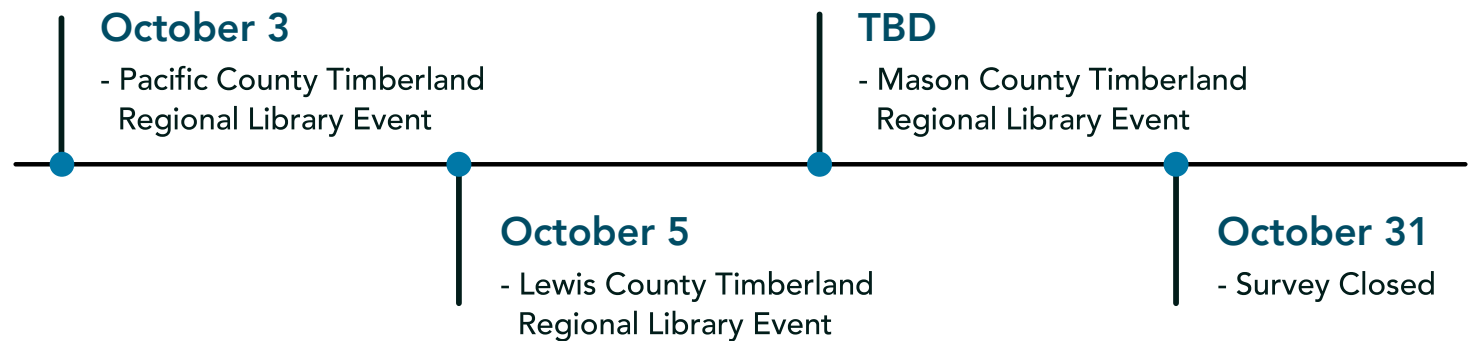 October 3
- Pacific County Timberland
Regional Library Event
October 5
- Lewis County Timberland
Regional Library Event
TBD
- Mason County Timberland
Regional Library Event
October 31
- Survey Closed